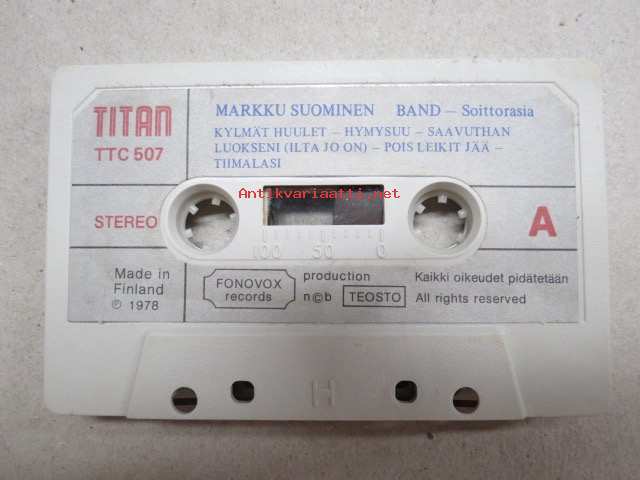 TITAN
TTC 507
MARKKU SUOMINEN BAND – Soittorasia
KYLMÄT HUULET – HYMYSUU – SAAVUTHAN
LUOKSENI (ILTA JO ON) – POIS LEIKIT JÄÄ –
TIIMALASI
Antikvariaatti.net
STEREO
A
100 50 0
Made in
Finland
℗ 1978
FONOVOX
records
production
n©b TEOSTO
Kaikki oikeudet pidätetään
All rights reserved
H